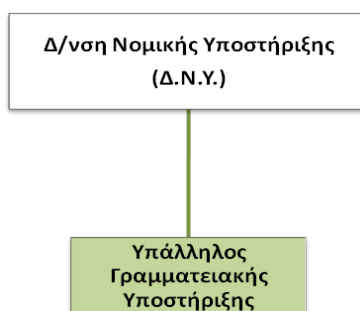 Δ/νση Νομικής Υποστήριξης
(Δ.Ν.Υ.)
Υπάλληλος
Γραμματειακής
Υποστήριξης